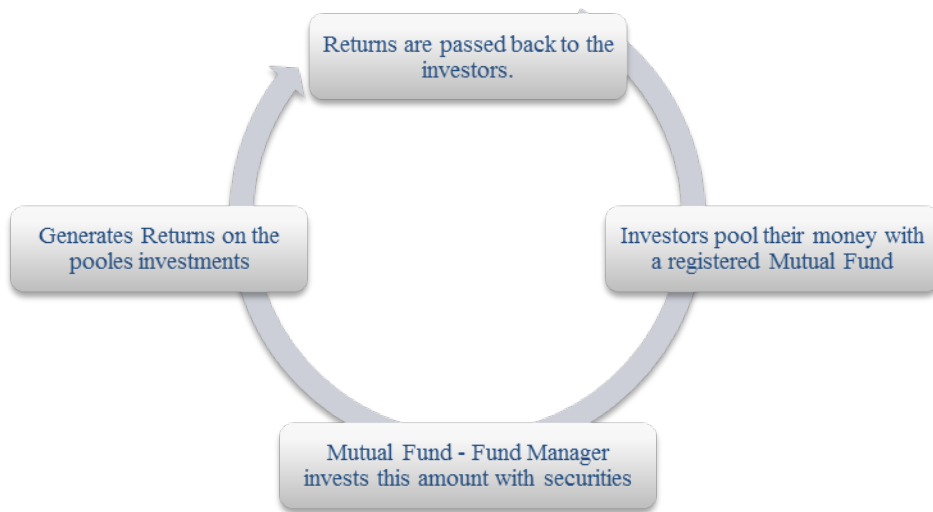 Returns are passed back to the
investors.
Generates Returns on the
pooles investments
Investors pool their money with
a registered Mutual Fund
Mutual Fund - Fund Manager
invests this amount with securities